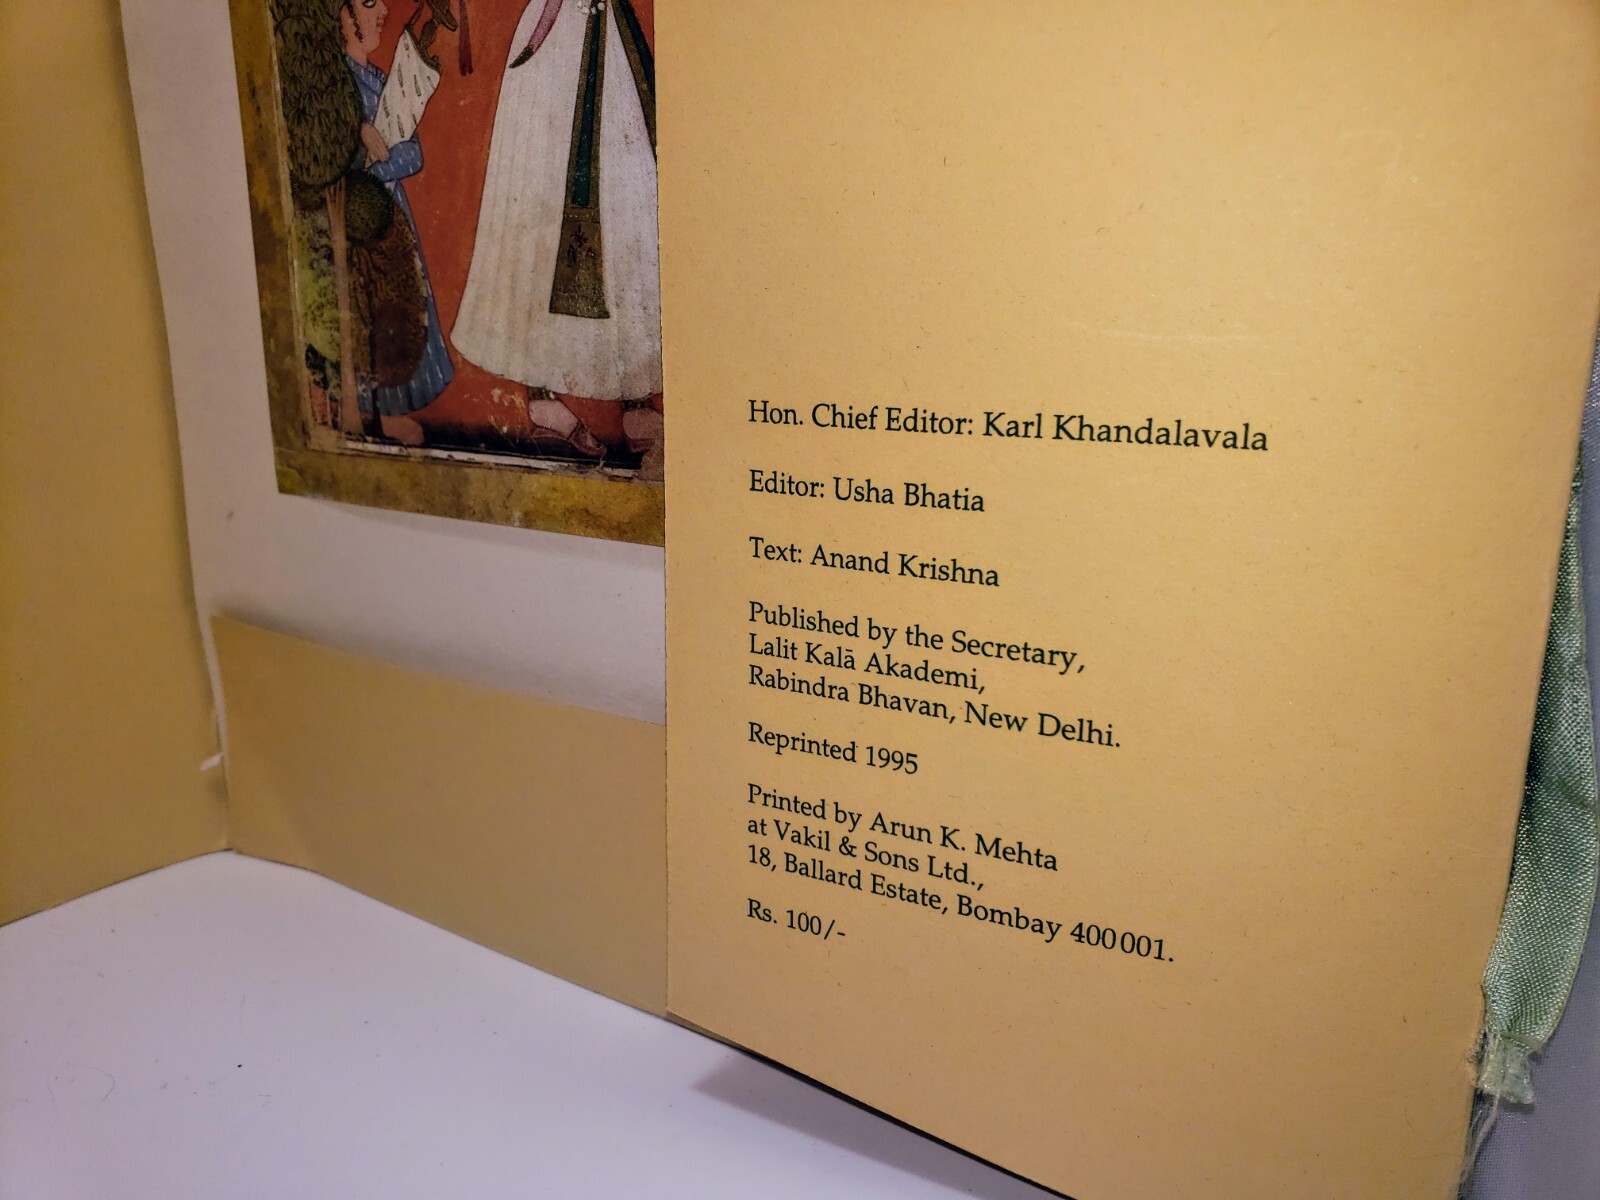 Hon. Chief Editor: Karl Khandalavala
Editor: Usha Bhatia
Text: Anand Krishna
Published by the Secretary,
Lalit Kalā Akademi,
Rabindra Bhavan, New Delhi.
Reprinted 1995
Printed by Arun K. Mehta
at Vakil & Sons Ltd.,
18, Ballard Estate, Bombay 400 001.
Rs. 100/-